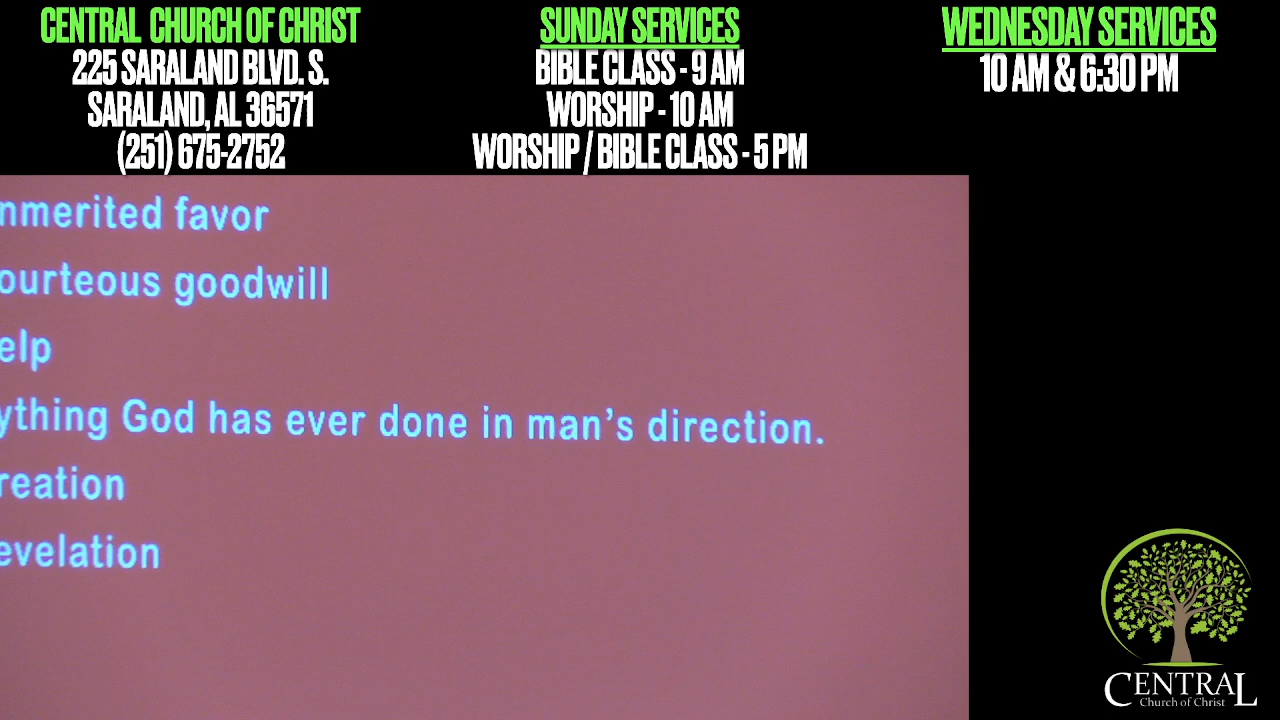 CENTRAL CHURCH OF CHRIST
225 SARALAND BLVD. S.
SARALAND, AL 36571
(251) 675-2752
SUNDAY SERVICES
BIBLE CLASS - 9 AM
WORSHIP - 10 AM
WORSHIP / BIBLE CLASS - 5 PM
WEDNESDAY SERVICES
10 AM & 6:30 PM
nmerited favor
ourteous goodwill
elp
ything God has ever done in man's direction.
reation
evelation
CENTRAL
Church of Christ